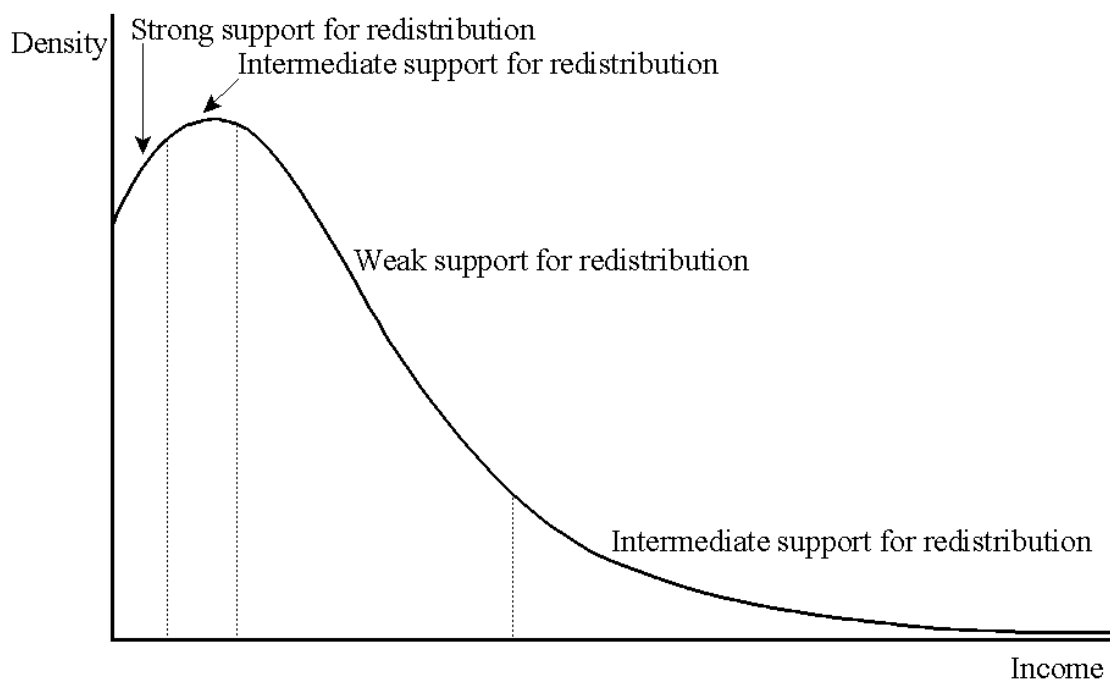 Strong support for redistribution
Density
Intermediate support for redistribution
Weak support for redistribution
Intermediate support for redistribution
Income